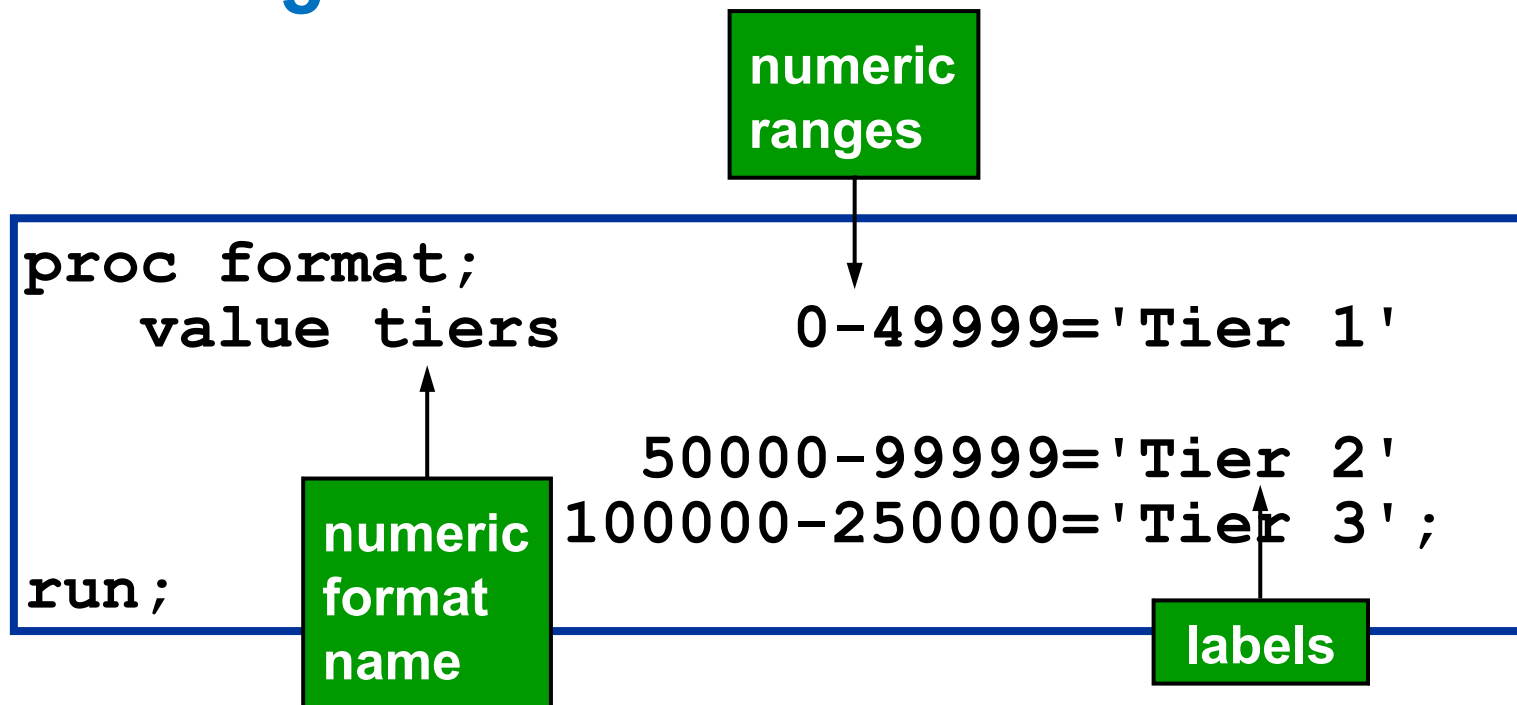 numeric
ranges
proc format;
value tiers 0-49999='Tier 1'
50000-99999='Tier 2'
100000-250000='Tier 3';
run;
numeric
format
name
labels